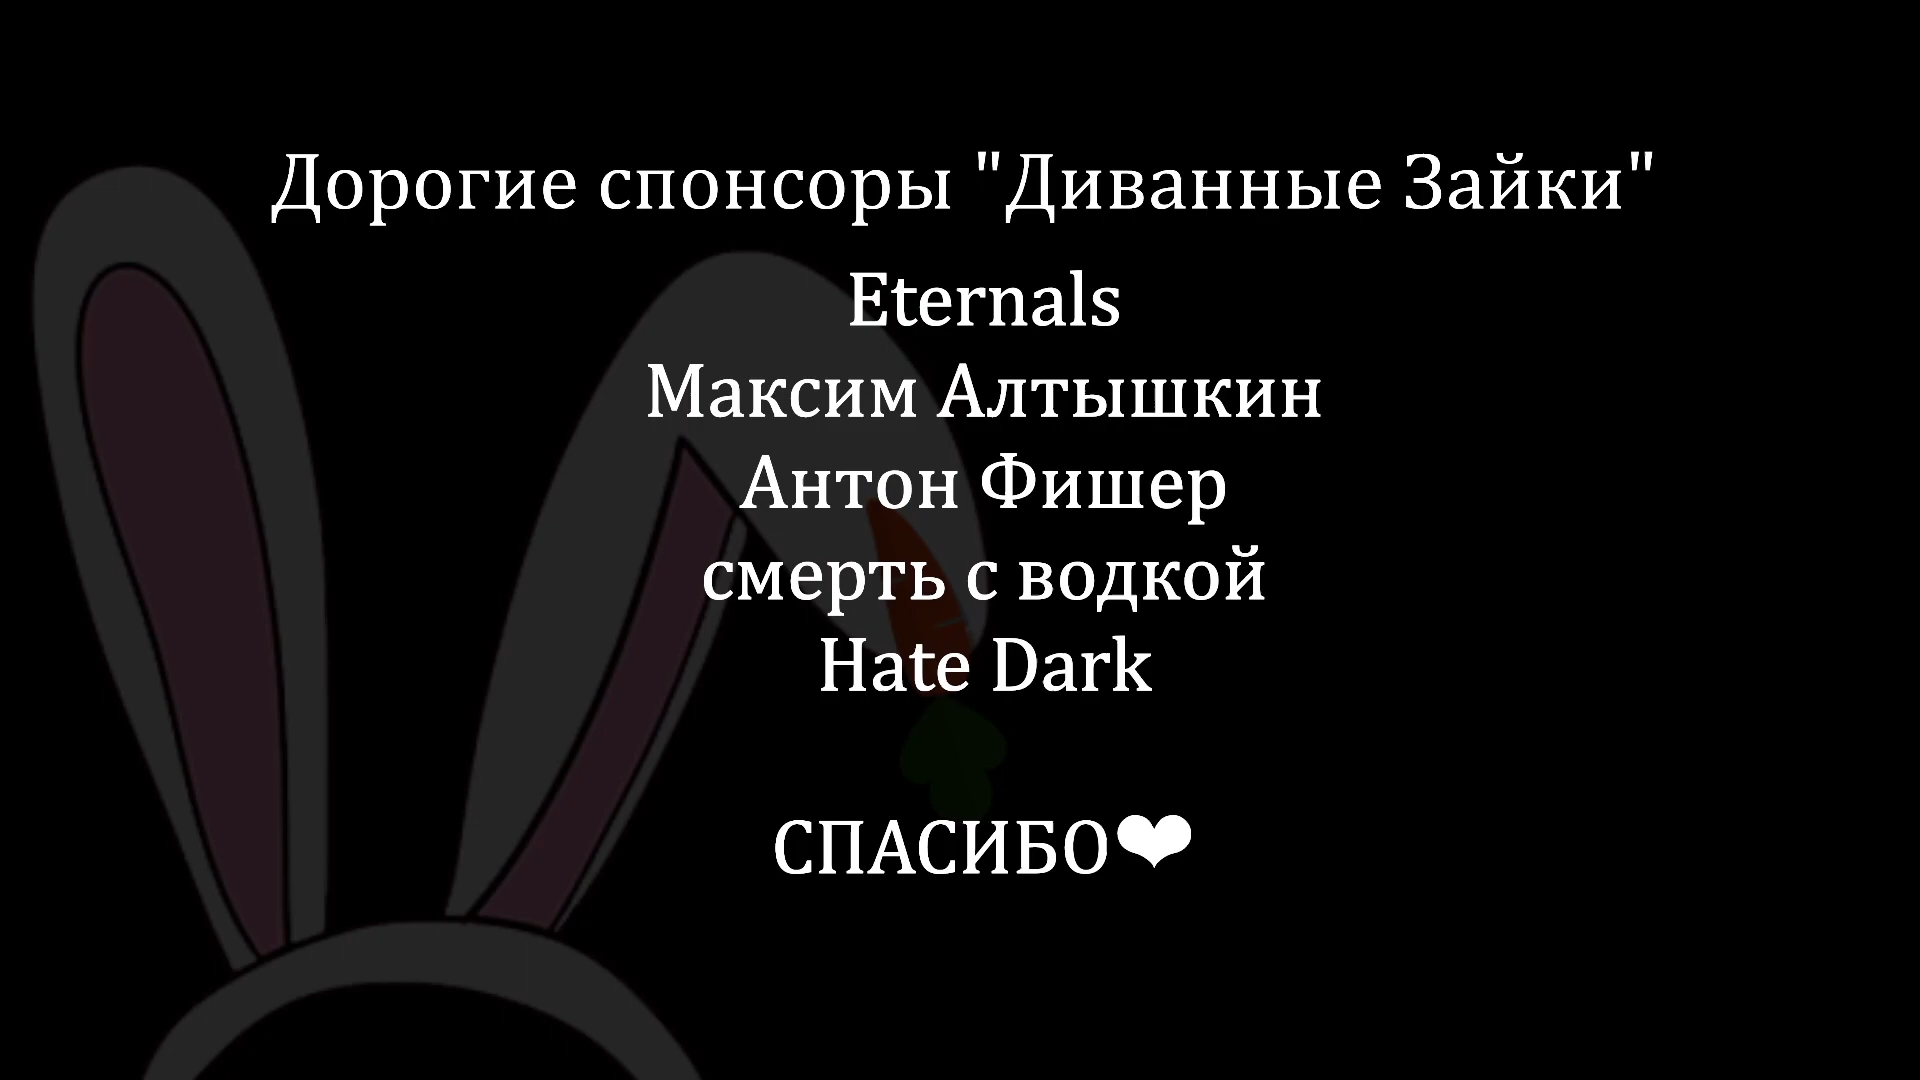 Дорогие спонсоры "Диванные Зайки"
Eternals
Максим Алтышкин
Антон Фишер
смерть с водкой
Hate Dark
СПАСИБО❤